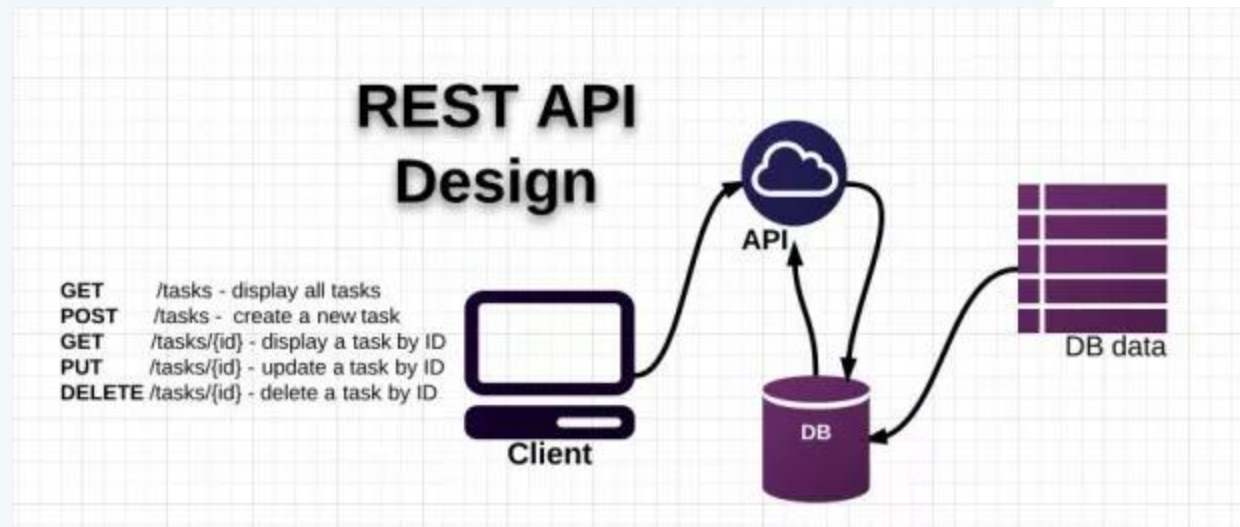 REST API
Design
GET /tasks - display all tasks
POST /tasks - create a new task
GET /tasks/{id} - display a task by ID
PUT /tasks/{id} - update a task by ID
DELETE /tasks/{id} - delete a task by ID
Client
API
DB
DB data